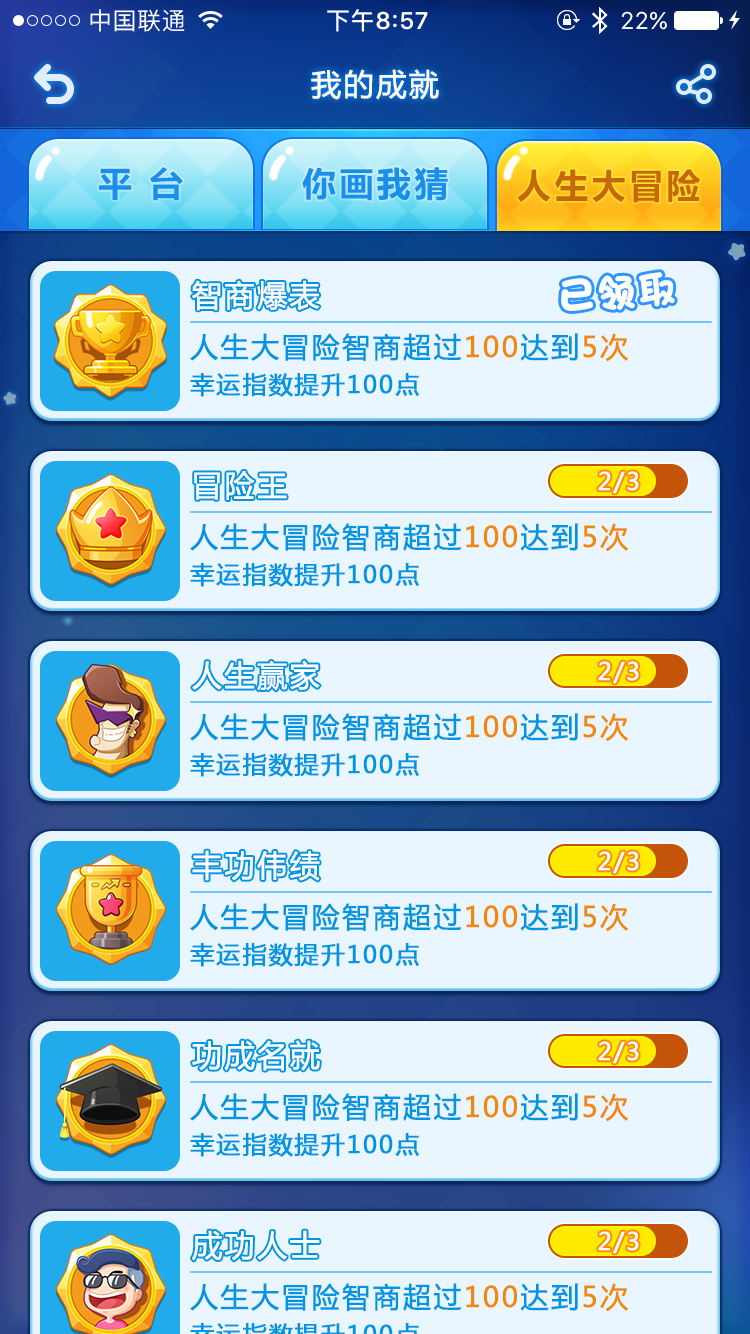 中国联通 下午8:57 22%
我的成就
平台 你画我猜 人生大冒险
智商爆表 已领取
人生大冒险智商超过100达到5次
幸运指数提升100点
冒险王 2/3
人生大冒险智商超过100达到5次
幸运指数提升100点
人生赢家 2/3
人生大冒险智商超过100达到5次
幸运指数提升100点
丰功伟绩 2/3
人生大冒险智商超过100达到5次
幸运指数提升100点
功成名就 2/3
人生大冒险智商超过100达到5次
幸运指数提升100点
成功人士 2/3
人生大冒险智商超过100达到5次
幸运指数提升100点